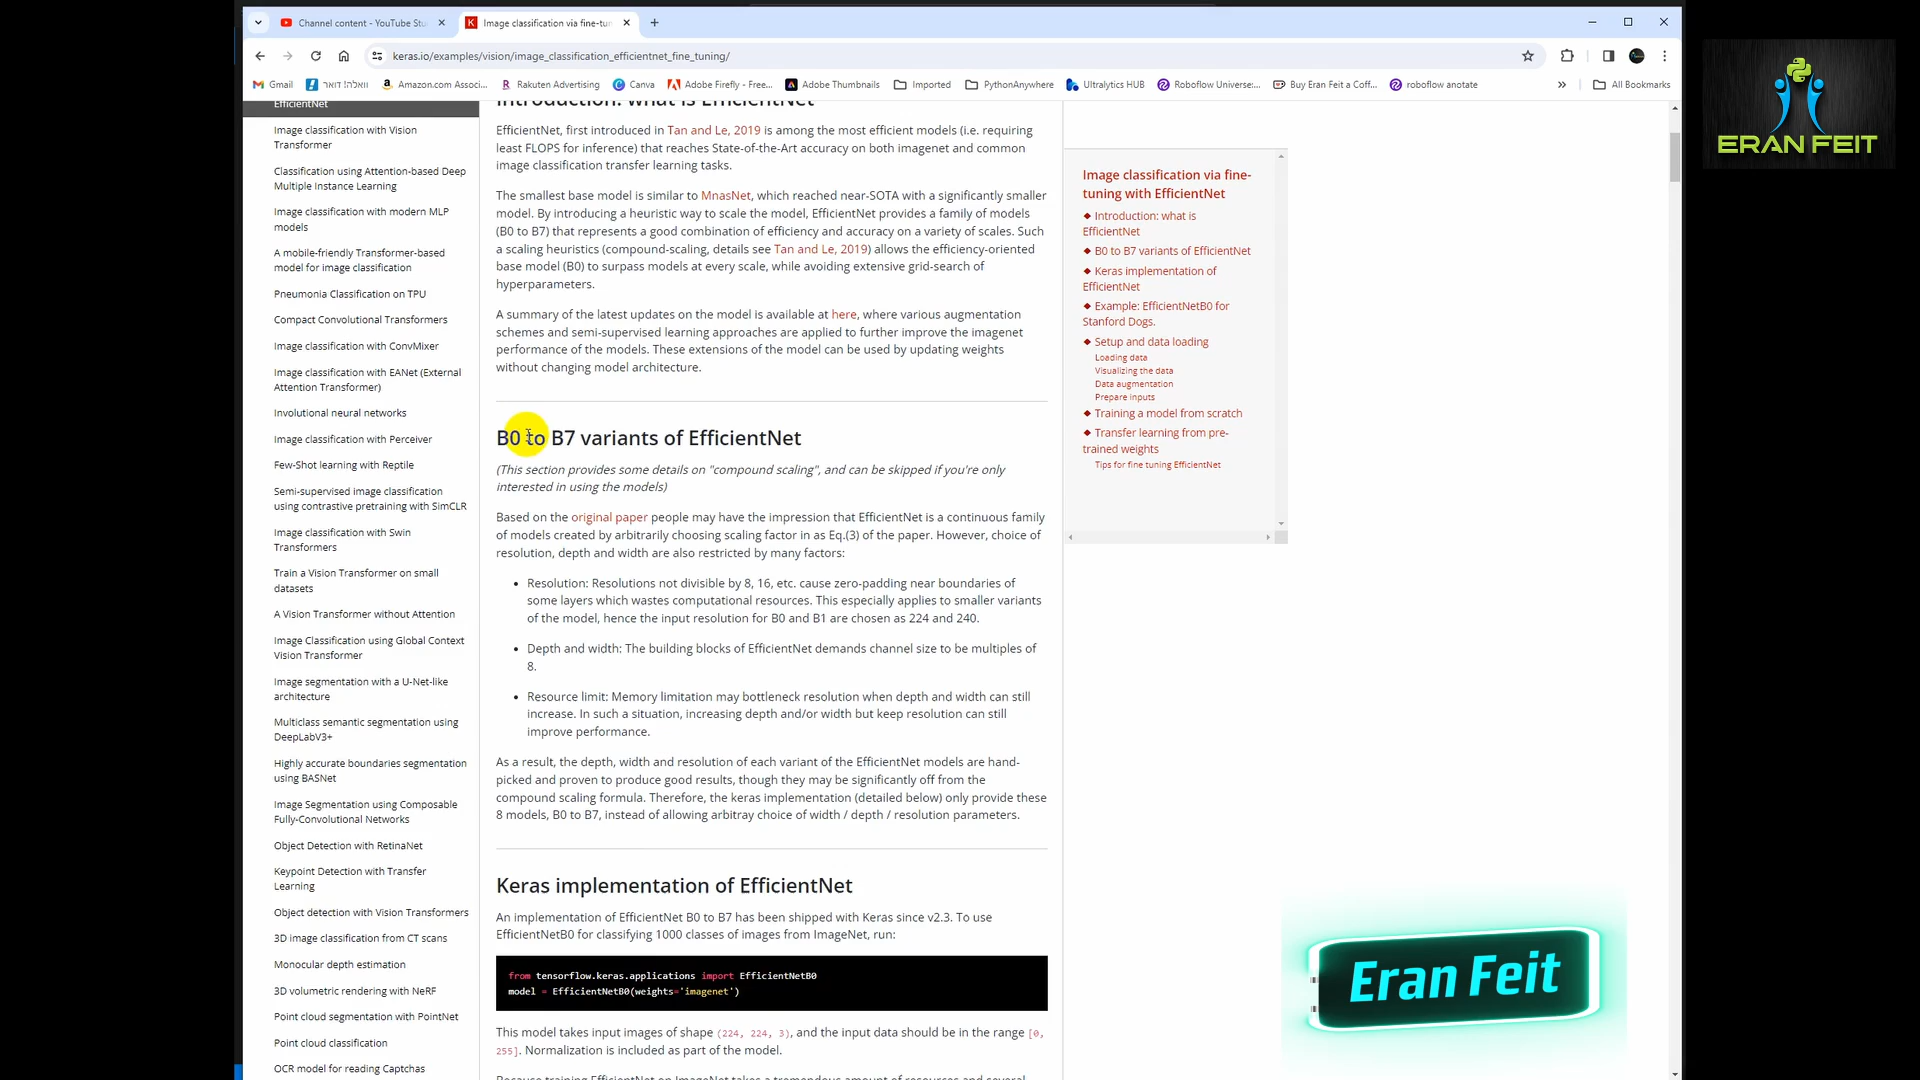 Channel content - YouTube Stu
Image classification via fine-tun
keras.io/examples/vision/image_classification_efficientnet_fine_tuning/
Gmail
וואלה! דואר
Amazon.com Associ...
Rakuten Advertising
Canva
Adobe Firefly - Free...
Adobe Thumbnails
Imported
PythonAnywhere
Ultralytics HUB
Roboflow Universe:...
Buy Eran Feit a Coff...
roboflow anotate
»
All Bookmarks
ERAN FEIT
EfficientNet
Image classification with Vision
Transformer
Classification using Attention-based Deep
Multiple Instance Learning
Image classification with modern MLP
models
A mobile-friendly Transformer-based
model for image classification
Pneumonia Classification on TPU
Compact Convolutional Transformers
Image classification with ConvMixer
Image classification with EANet (External
Attention Transformer)
Involutional neural networks
Image classification with Perceiver
Few-Shot learning with Reptile
Semi-supervised image classification
using contrastive pretraining with SimCLR
Image classification with Swin
Transformers
Train a Vision Transformer on small
datasets
A Vision Transformer without Attention
Image Classification using Global Context
Vision Transformer
Image segmentation with a U-Net-like
architecture
Multiclass semantic segmentation using
DeepLabV3+
Highly accurate boundaries segmentation
using BASNet
Image Segmentation using Composable
Fully-Convolutional Networks
Object Detection with RetinaNet
Keypoint Detection with Transfer
Learning
Object detection with Vision Transformers
3D image classification from CT scans
Monocular depth estimation
3D volumetric rendering with NeRF
Point cloud segmentation with PointNet
Point cloud classification
OCR model for reading Captchas
Introduction: what is EfficientNet
EfficientNet, first introduced in Tan and Le, 2019 is among the most efficient models (i.e. requiring
least FLOPS for inference) that reaches State-of-the-Art accuracy on both imagenet and common
image classification transfer learning tasks.
The smallest base model is similar to MnasNet, which reached near-SOTA with a significantly smaller
model. By introducing a heuristic way to scale the model, EfficientNet provides a family of models
(B0 to B7) that represents a good combination of efficiency and accuracy on a variety of scales. Such
a scaling heuristics (compound-scaling, details see Tan and Le, 2019) allows the efficiency-oriented
base model (B0) to surpass models at every scale, while avoiding extensive grid-search of
hyperparameters.
A summary of the latest updates on the model is available at here, where various augmentation
schemes and semi-supervised learning approaches are applied to further improve the imagenet
performance of the models. These extensions of the model can be used by updating weights
without changing model architecture.
B0 to B7 variants of EfficientNet
(This section provides some details on "compound scaling", and can be skipped if you're only
interested in using the models)
Based on the original paper people may have the impression that EfficientNet is a continuous family
of models created by arbitrarily choosing scaling factor in as Eq.(3) of the paper. However, choice of
resolution, depth and width are also restricted by many factors:
Resolution: Resolutions not divisible by 8, 16, etc. cause zero-padding near boundaries of
some layers which wastes computational resources. This especially applies to smaller variants
of the model, hence the input resolution for B0 and B1 are chosen as 224 and 240.
Depth and width: The building blocks of EfficientNet demands channel size to be multiples of
8.
Resource limit: Memory limitation may bottleneck resolution when depth and width can still
increase. In such a situation, increasing depth and/or width but keep resolution can still
improve performance.
As a result, the depth, width and resolution of each variant of the EfficientNet models are hand-
picked and proven to produce good results, though they may be significantly off from the
compound scaling formula. Therefore, the keras implementation (detailed below) only provide these
8 models, B0 to B7, instead of allowing arbitray choice of width / depth / resolution parameters.
Keras implementation of EfficientNet
An implementation of EfficientNet B0 to B7 has been shipped with Keras since v2.3. To use
EfficientNetB0 for classifying 1000 classes of images from ImageNet, run:
from tensorflow.keras.applications import EfficientNetB0
model = EfficientNetB0(weights='imagenet')
This model takes input images of shape (224, 224, 3), and the input data should be in the range [0,
255]. Normalization is included as part of the model.
Because training EfficientNet on ImageNet takes a tremendous amount of resources and several
Image classification via fine-
tuning with EfficientNet
◆ Introduction: what is
EfficientNet
◆ B0 to B7 variants of EfficientNet
◆ Keras implementation of
EfficientNet
◆ Example: EfficientNetB0 for
Stanford Dogs.
◆ Setup and data loading
Loading data
Visualizing the data
Data augmentation
Prepare inputs
◆ Training a model from scratch
◆ Transfer learning from pre-
trained weights
Tips for fine tuning EfficientNet
Eran Feit